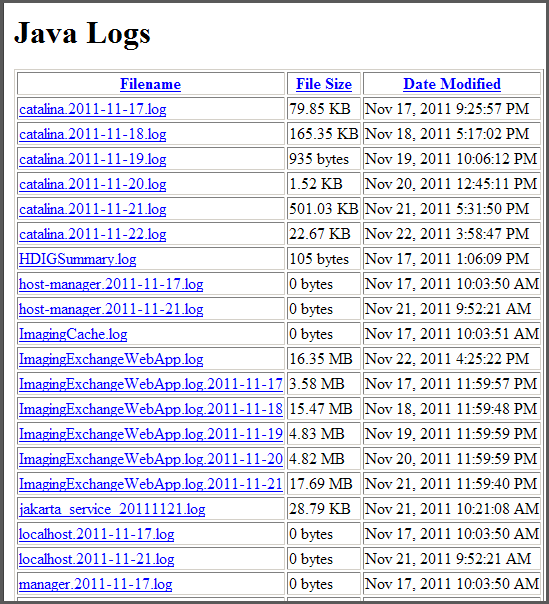 Java Logs
Filename File Size Date Modified
catalina.2011-11-17.log 79.85 KB Nov 17, 2011 9:25:57 PM
catalina.2011-11-18.log 165.35 KB Nov 18, 2011 5:17:02 PM
catalina.2011-11-19.log 935 bytes Nov 19, 2011 10:06:12 PM
catalina.2011-11-20.log 1.52 KB Nov 20, 2011 12:45:11 PM
catalina.2011-11-21.log 501.03 KB Nov 21, 2011 5:31:50 PM
catalina.2011-11-22.log 22.67 KB Nov 22, 2011 3:58:47 PM
HDIGSummary.log 105 bytes Nov 17, 2011 1:06:09 PM
host-manager.2011-11-17.log 0 bytes Nov 17, 2011 10:03:50 AM
host-manager.2011-11-21.log 0 bytes Nov 21, 2011 9:52:21 AM
ImagingCache.log 0 bytes Nov 17, 2011 10:03:51 AM
ImagingExchangeWebApp.log 16.35 MB Nov 22, 2011 4:25:22 PM
ImagingExchangeWebApp.log.2011-11-17 3.58 MB Nov 17, 2011 11:59:57 PM
ImagingExchangeWebApp.log.2011-11-18 15.47 MB Nov 18, 2011 11:59:48 PM
ImagingExchangeWebApp.log.2011-11-19 4.83 MB Nov 19, 2011 11:59:59 PM
ImagingExchangeWebApp.log.2011-11-20 4.82 MB Nov 20, 2011 11:59:59 PM
ImagingExchangeWebApp.log.2011-11-21 17.69 MB Nov 21, 2011 11:59:40 PM
jakarta_service_20111121.log 28.79 KB Nov 21, 2011 10:21:08 AM
localhost.2011-11-17.log 0 bytes Nov 17, 2011 10:03:50 AM
localhost.2011-11-21.log 0 bytes Nov 21, 2011 9:52:21 AM
manager.2011-11-17.log 0 bytes Nov 17, 2011 10:03:50 AM